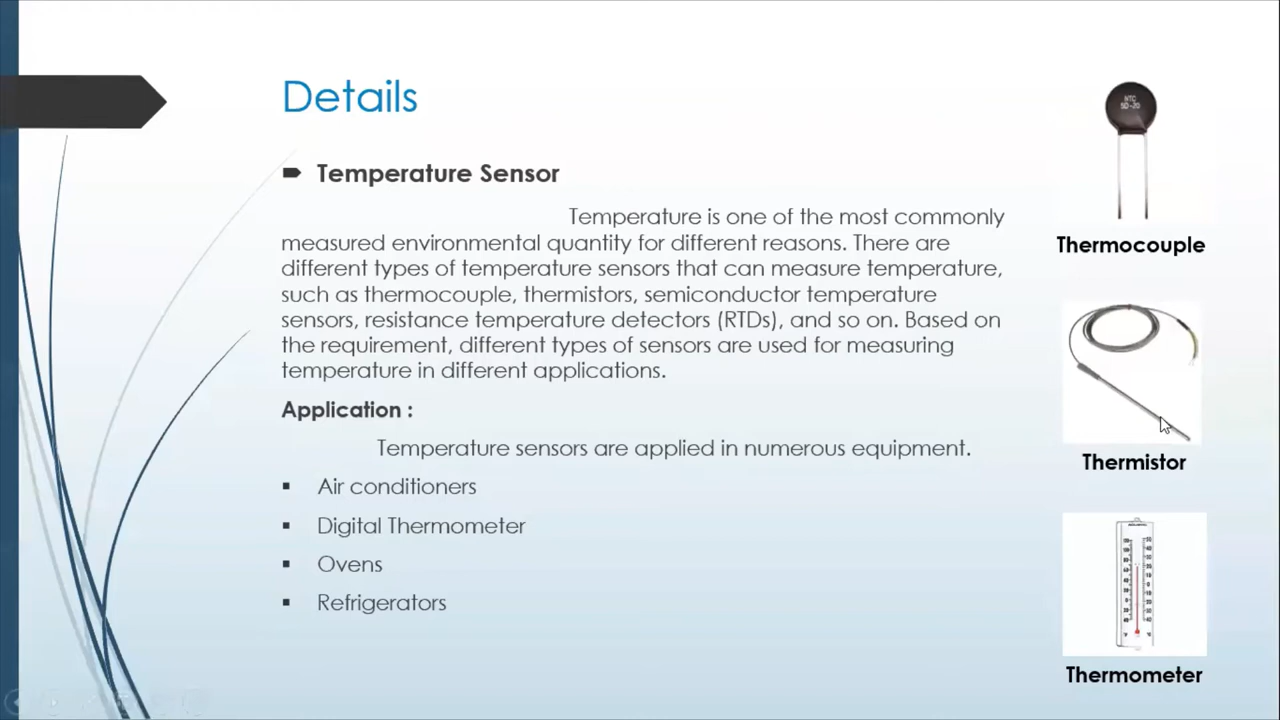 Details
Temperature Sensor
Temperature is one of the most commonly
measured environmental quantity for different reasons. There are
different types of temperature sensors that can measure temperature,
such as thermocouple, thermistors, semiconductor temperature
sensors, resistance temperature detectors (RTDs), and so on. Based on
the requirement, different types of sensors are used for measuring
temperature in different applications.
Application :
Temperature sensors are applied in numerous equipment.
Air conditioners
Digital Thermometer
Ovens
Refrigerators
NTC
5D-20
Thermocouple
Thermistor
Thermometer